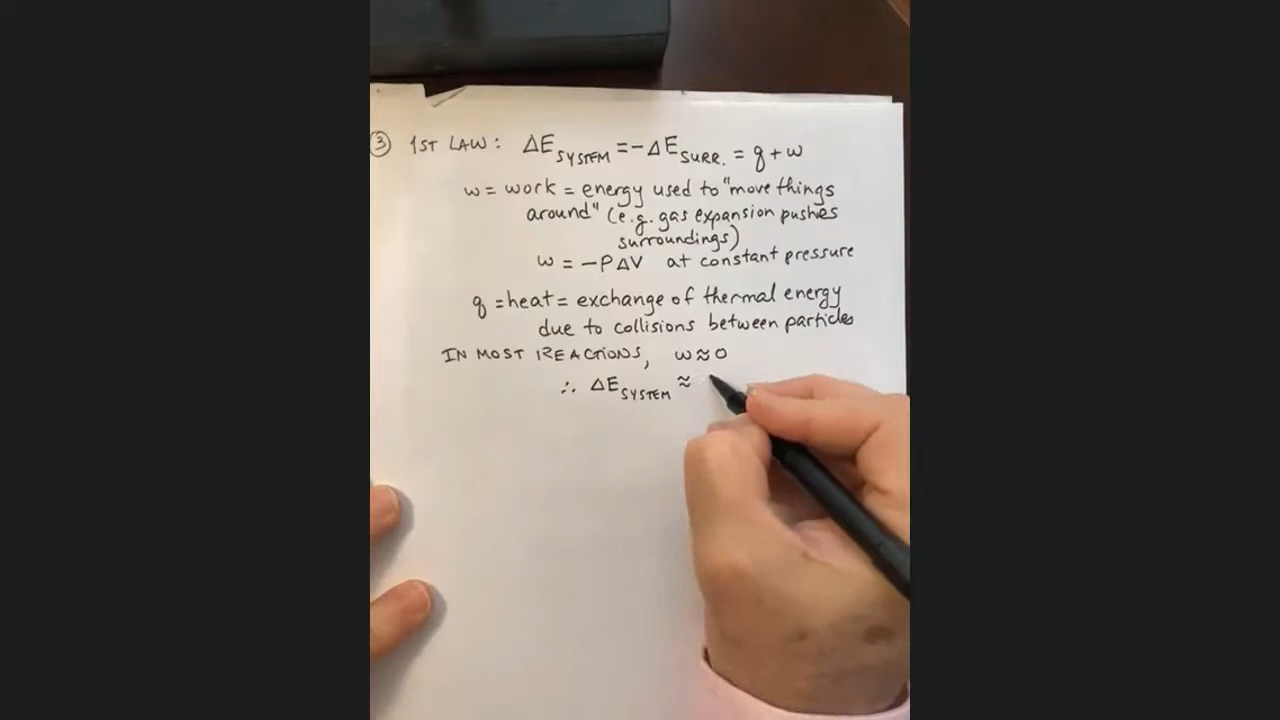 ③ 1ST LAW: ΔE_SYSTEM = -ΔE_SURR. = q + w
w = work = energy used to "move things
around" (e.g. gas expansion pushes
surroundings)
w = -PΔV at constant pressure
q = heat = exchange of thermal energy
due to collisions between particles
IN MOST REACTIONS, w ≈ 0
∴ ΔE_SYSTEM ≈